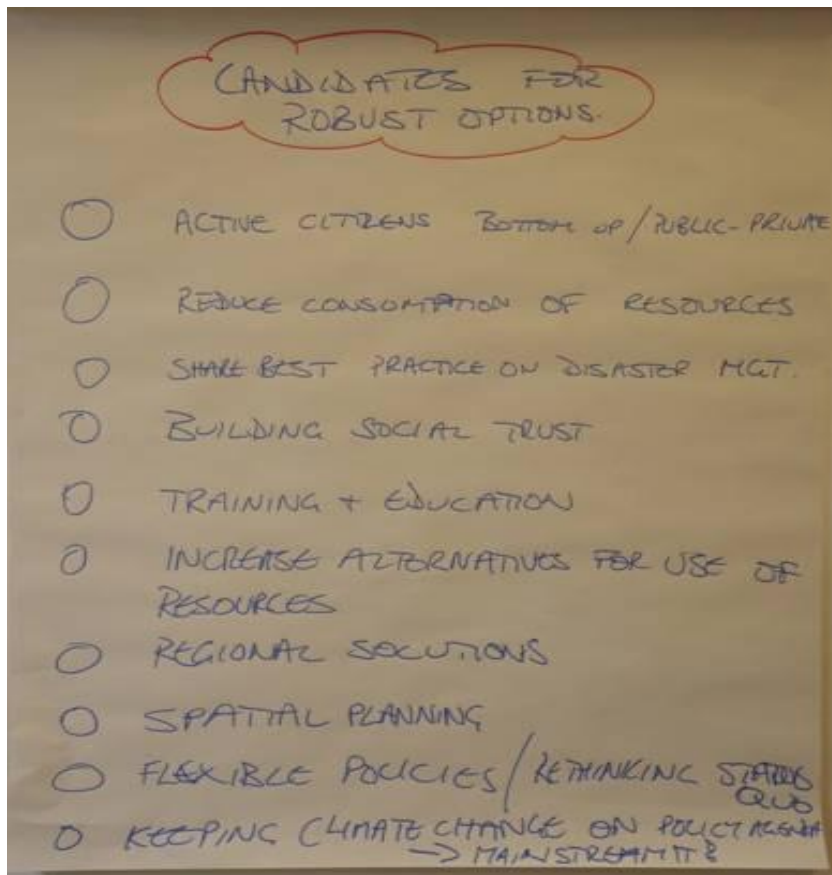 CANDIDATES FOR
ROBUST OPTIONS.
ACTIVE CITIZENS BOTTOM UP / PUBLIC-PRIVATE
REDUCE CONSUMPTION OF RESOURCES
SHARE BEST PRACTICE ON DISASTER MGT.
BUILDING SOCIAL TRUST
TRAINING + EDUCATION
INCREASE ALTERNATIVES FOR USE OF
RESOURCES
REGIONAL SOLUTIONS
SPATIAL PLANNING
FLEXIBLE POLICIES / RETHINKING STATUS
QUO
KEEPING CLIMATE CHANGE ON POLICY AGENDA
→ MAINSTREAM IT?